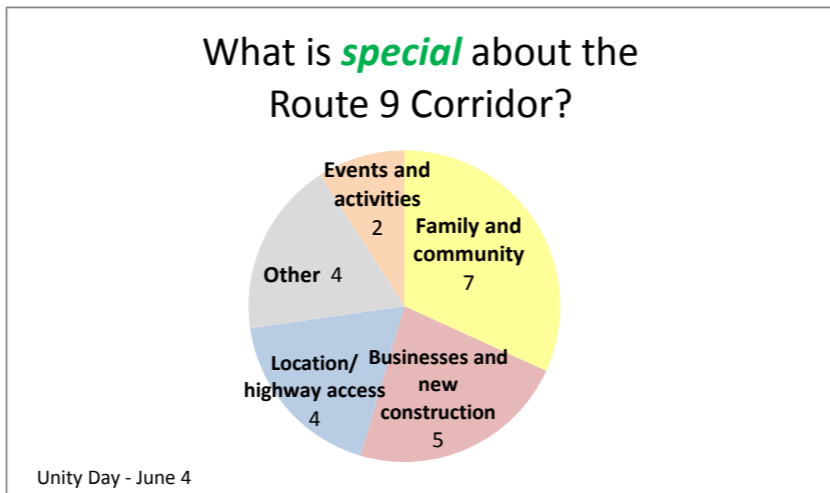 What is special about the
Route 9 Corridor?
Events and
activities
2
Family and
community
7
Other 4
Location/
highway access
4
Businesses and
new
construction
5
Unity Day - June 4